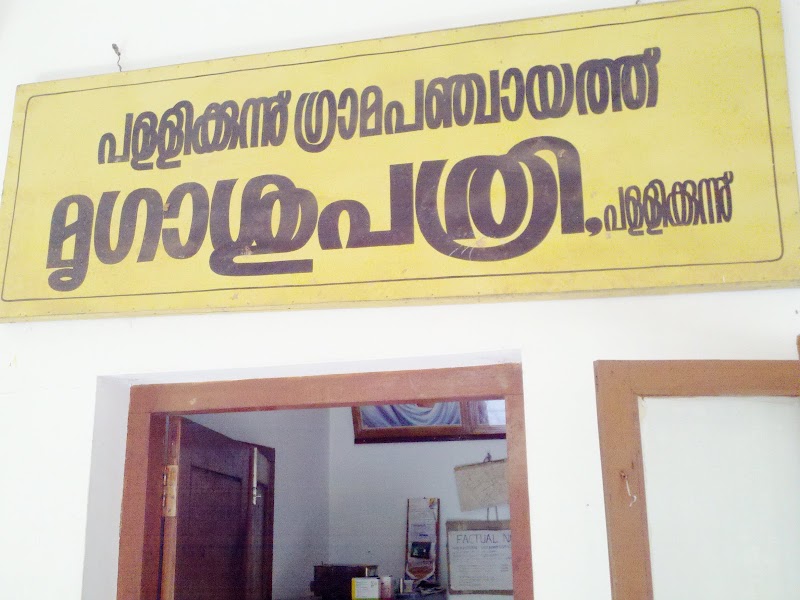 പള്ളിക്കുന്ന് ഗ്രാമപഞ്ചായത്ത്
മൃഗാശുപത്രി, പള്ളിക്കുന്ന്
FACTUAL